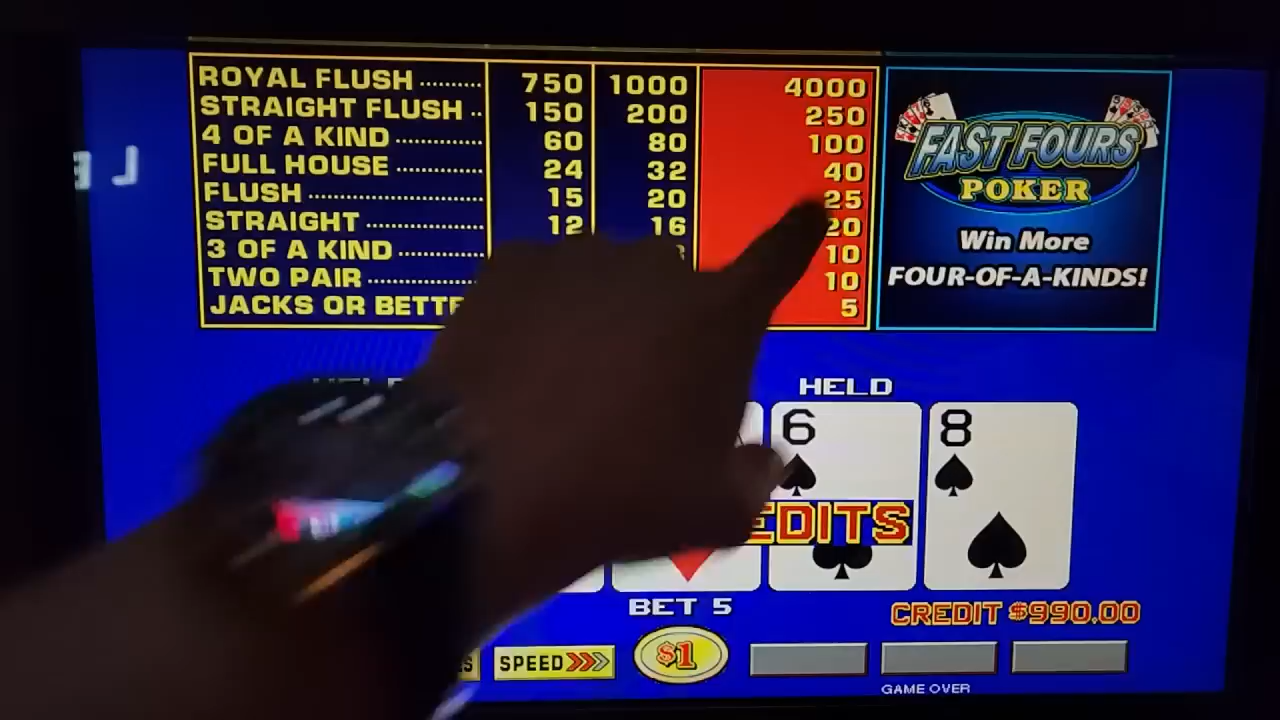 ROYAL FLUSH ........ 750 1000 4000
STRAIGHT FLUSH .. 150 200 250
4 OF A KIND ........... 60 80 100
FULL HOUSE ........... 24 32 40
FLUSH ...................... 15 20 25
STRAIGHT ............... 12 16 20
3 OF A KIND ........... 10
TWO PAIR .............. 10
JACKS OR BETTE 5
FAST FOURS
POKER
Win More
FOUR-OF-A-KINDS!
HELD
6
8
EDITS
BET 5
CREDIT $990.00
SPEED
$1
GAME OVER